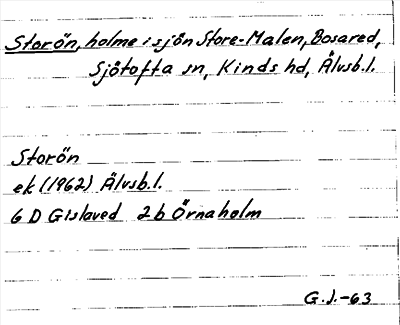 Storön, holme i sjön Store-Malen, Bosared,
Sjötofta sn, Kinds hd, Älvsb.l.
Storön
ek (1962) Älvsb.l.
6 D Gislaved 2 b Örnaholm
G.J.-63